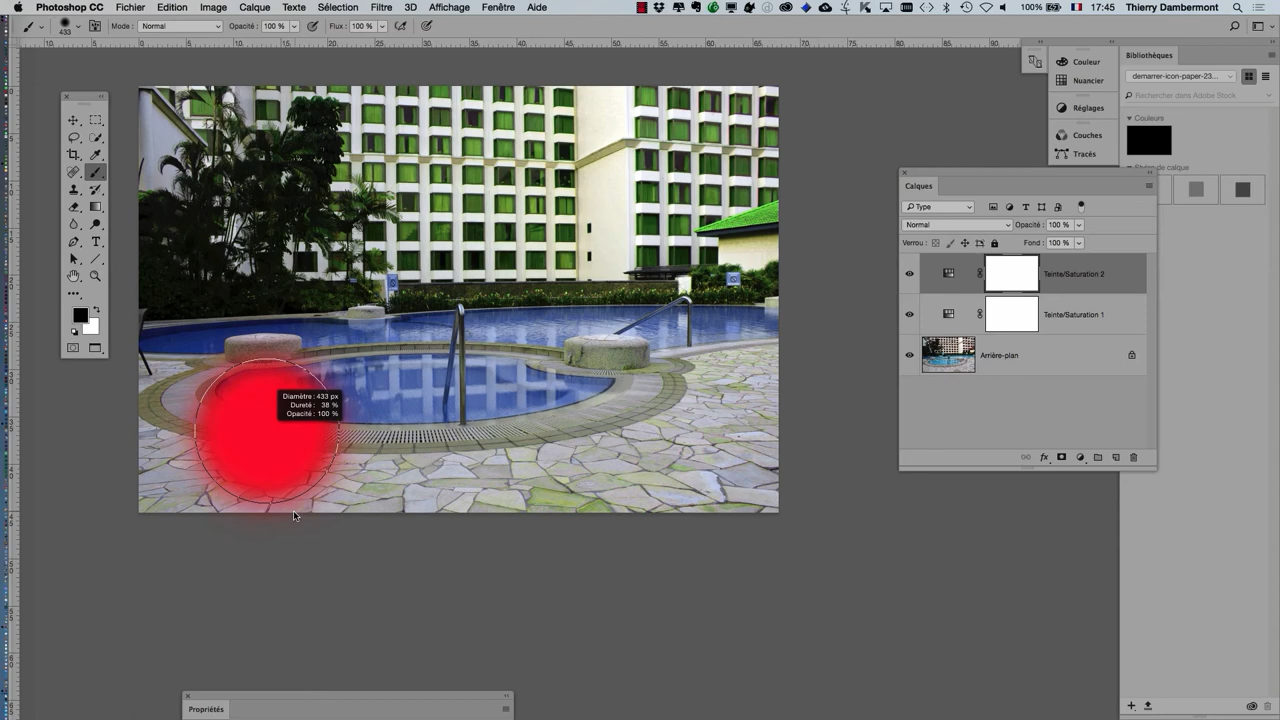 Photoshop CC Fichier Edition Image Calque Texte Sélection Filtre 3D Affichage Fenêtre Aide 100% 17:45 Thierry Dambermont
433 Mode : Normal Opacité : 100 % Flux : 100 %
Bibliothèques
demarrer-icon-paper-23...
Rechercher dans Adobe Stock
Couleurs
Couleur
Nuancier
Réglages
Couches
Tracés
Calques
Type
Normal Opacité : 100 %
Verrou : Fond : 100 %
Teinte/Saturation 2
Teinte/Saturation 1
Arrière-plan
Diamètre : 433 px
Dureté : 38 %
Opacité : 100 %
Propriétés